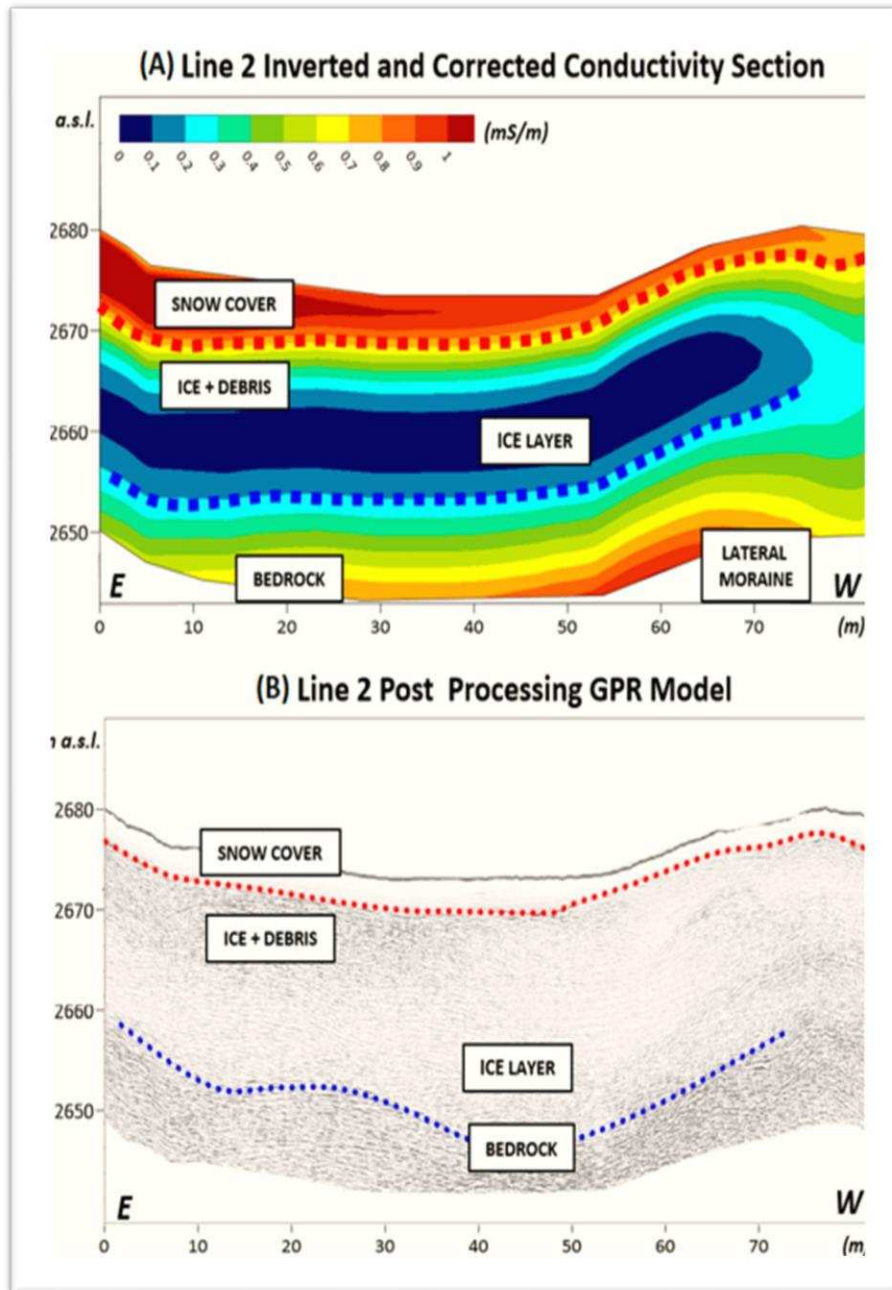 (A) Line 2 Inverted and Corrected Conductivity Section
a.s.l.
(mS/m)
0 0.1 0.2 0.3 0.4 0.5 0.6 0.7 0.8 0.9 1
2680
SNOW COVER
2670
ICE + DEBRIS
2660
ICE LAYER
2650
BEDROCK
LATERAL
MORAINE
E W
0 10 20 30 40 50 60 70 (m)
(B) Line 2 Post Processing GPR Model
a.s.l.
2680
SNOW COVER
2670
ICE + DEBRIS
2660
ICE LAYER
2650
BEDROCK
E W
0 10 20 30 40 50 60 70 (m